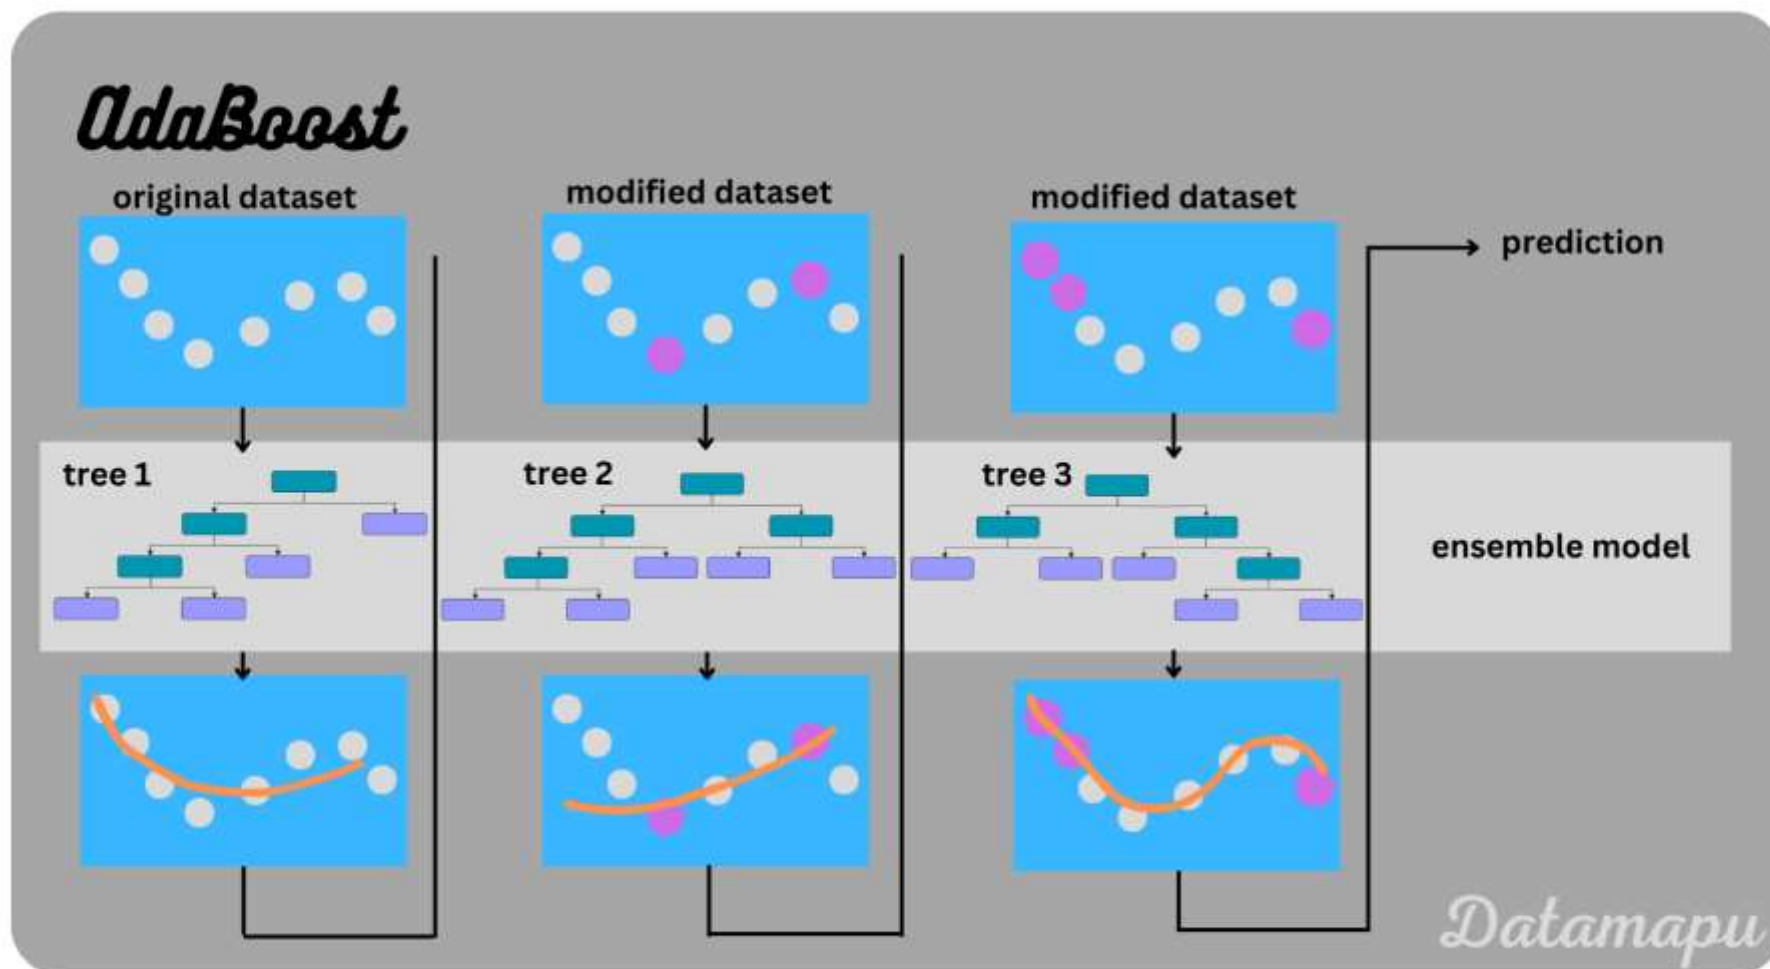 AdaBoost
original dataset
modified dataset
modified dataset
prediction
tree 1
tree 2
tree 3
ensemble model
Datamapu